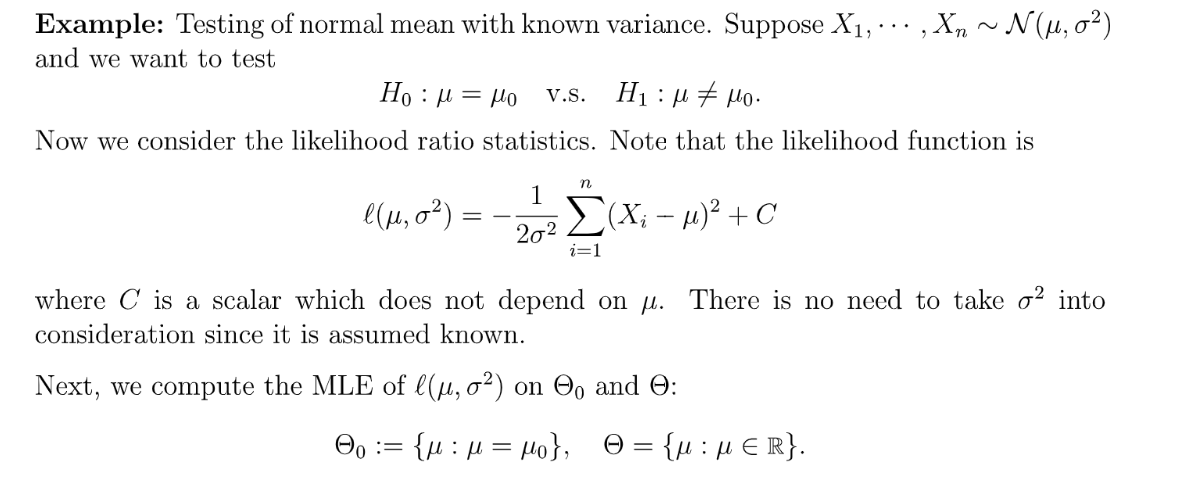 Example: Testing of normal mean with known variance. Suppose X₁, ⋯ , Xₙ ∼ 𝒩(μ, σ²)
and we want to test
H₀ : μ = μ₀ v.s. H₁ : μ ≠ μ₀.
Now we consider the likelihood ratio statistics. Note that the likelihood function is
ℓ(μ, σ²) = −\frac{1}{2σ²} \sum_{i=1}^{n} (Xᵢ − μ)² + C
where C is a scalar which does not depend on μ. There is no need to take σ² into
consideration since it is assumed known.
Next, we compute the MLE of ℓ(μ, σ²) on Θ₀ and Θ:
Θ₀ := {μ : μ = μ₀}, Θ = {μ : μ ∈ ℝ}.